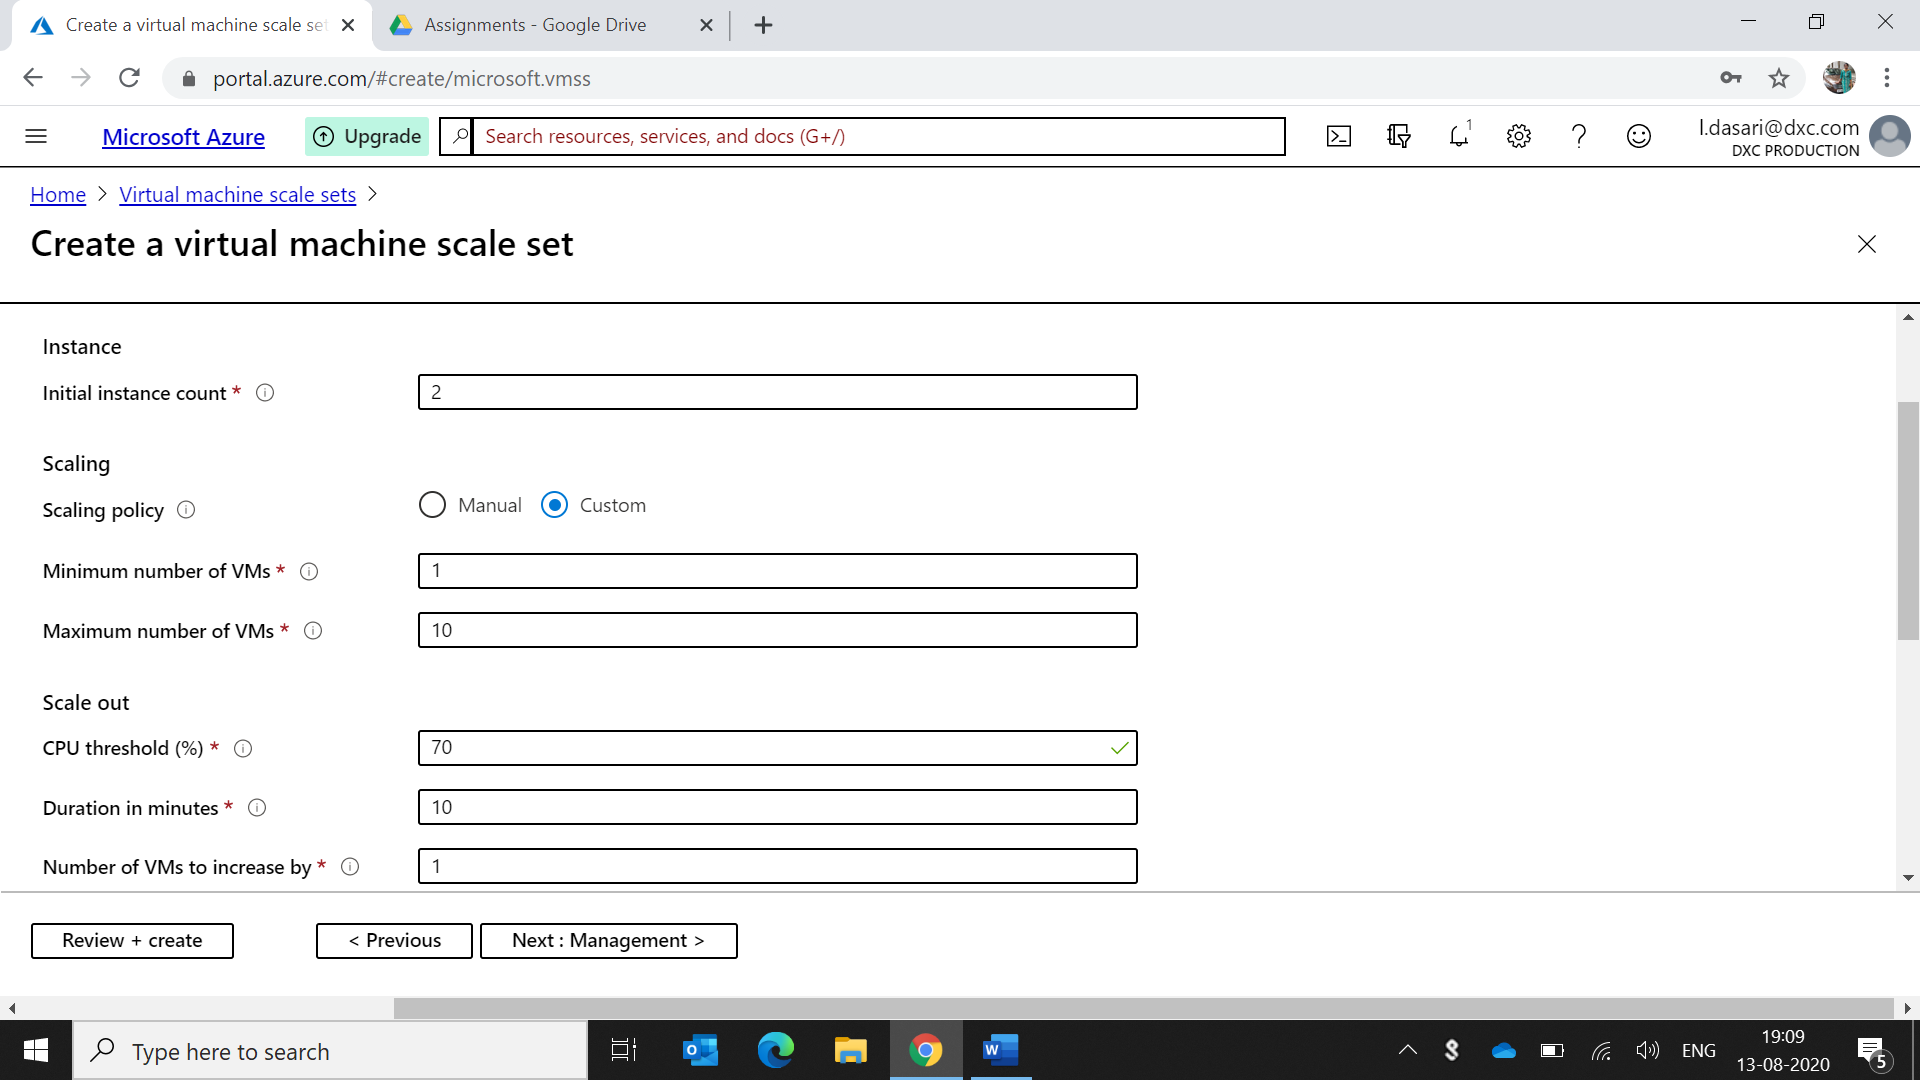 Create a virtual machine scale set
Assignments - Google Drive
portal.azure.com/#create/microsoft.vmss
Microsoft Azure
Upgrade
Search resources, services, and docs (G+/)
1
l.dasari@dxc.com
DXC PRODUCTION
Home > Virtual machine scale sets >
Create a virtual machine scale set
Instance
Initial instance count * 2
Scaling
Scaling policy Manual Custom
Minimum number of VMs * 1
Maximum number of VMs * 10
Scale out
CPU threshold (%) * 70
Duration in minutes * 10
Number of VMs to increase by * 1
Review + create
< Previous
Next : Management >
Type here to search
ENG
19:09
13-08-2020
5